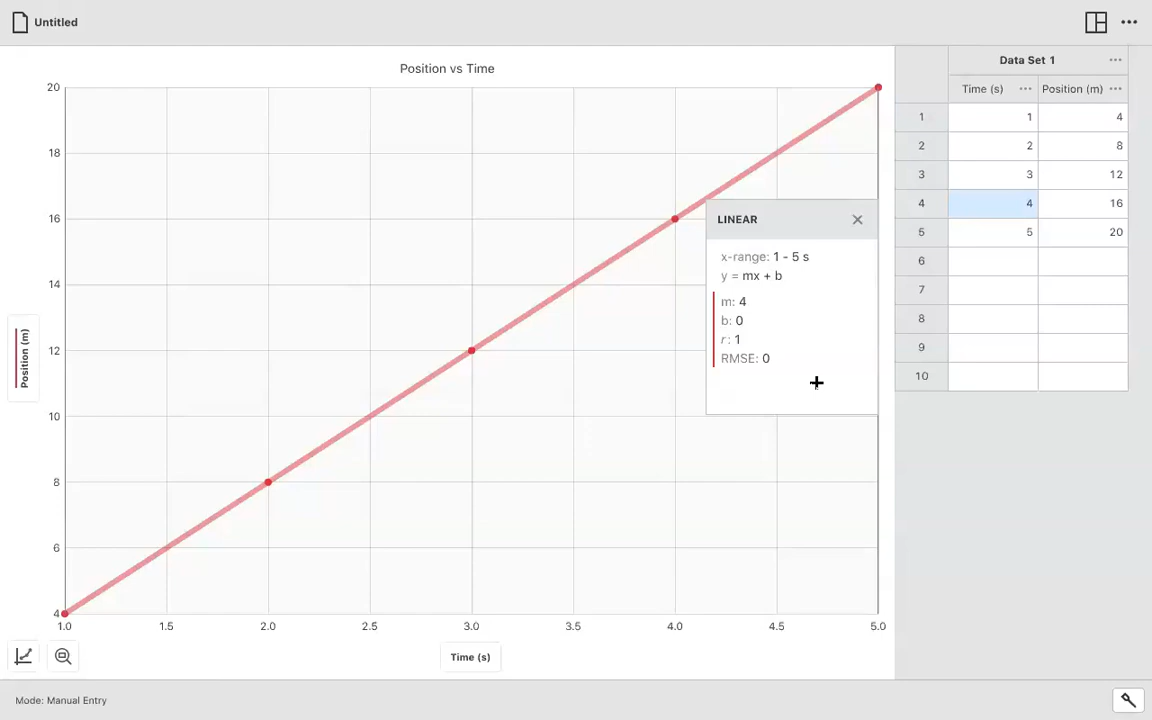 Untitled
Position vs Time
20
18
16
14
12
10
8
6
4
Position (m)
1.0 1.5 2.0 2.5 3.0 3.5 4.0 4.5 5.0
Time (s)
LINEAR
x-range: 1 - 5 s
y = mx + b
m: 4
b: 0
r: 1
RMSE: 0
Data Set 1
Time (s) Position (m)
1 1 4
2 2 8
3 3 12
4 4 16
5 5 20
6
7
8
9
10
Mode: Manual Entry